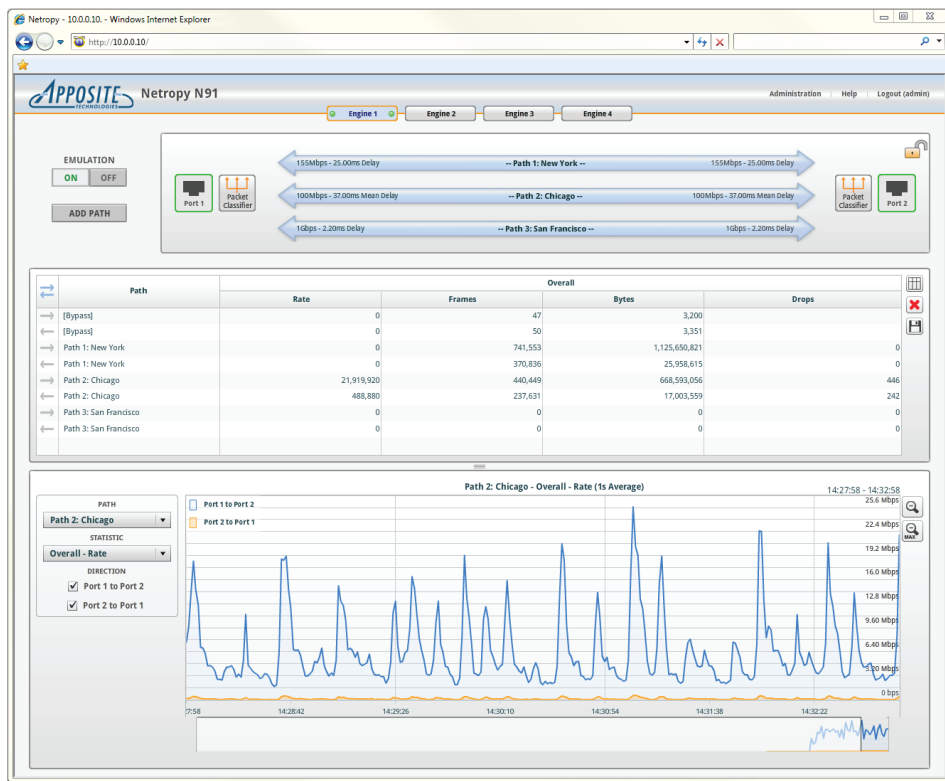 Netropy - 10.0.0.10. - Windows Internet Explorer
http://10.0.0.10/
APPOSITE TECHNOLOGIES Netropy N91 Administration Help Logout (admin)
Engine 1 Engine 2 Engine 3 Engine 4
EMULATION
ON OFF
ADD PATH
155Mbps - 25.00ms Delay -- Path 1: New York -- 155Mbps - 25.00ms Delay
100Mbps - 37.00ms Mean Delay -- Path 2: Chicago -- 100Mbps - 37.00ms Mean Delay
1Gbps - 2.20ms Delay -- Path 3: San Francisco -- 1Gbps - 2.20ms Delay
Port 1 Packet Classifier Packet Classifier Port 2
Path Overall
Rate Frames Bytes Drops
[Bypass] 0 47 3,200
[Bypass] 0 50 3,351
Path 1: New York 0 741,553 1,125,650,821 0
Path 1: New York 0 370,836 25,958,615 0
Path 2: Chicago 21,919,920 440,449 668,593,056 446
Path 2: Chicago 488,880 237,631 17,003,559 242
Path 3: San Francisco 0 0 0 0
Path 3: San Francisco 0 0 0 0
Path 2: Chicago - Overall - Rate (1s Average) 14:27:58 - 14:32:58
PATH
Path 2: Chicago
STATISTIC
Overall - Rate
DIRECTION
Port 1 to Port 2
Port 2 to Port 1
Port 1 to Port 2
Port 2 to Port 1
25.6 Mbps
22.4 Mbps
19.2 Mbps
16.0 Mbps
12.8 Mbps
9.60 Mbps
6.40 Mbps
3.20 Mbps
0 bps
MAX
7:58 14:28:42 14:29:26 14:30:10 14:30:54 14:31:38 14:32:22